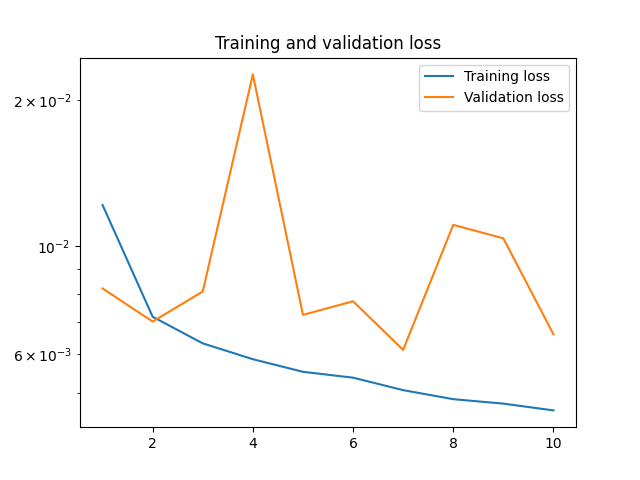 Training and validation loss
Training loss
Validation loss
2 × 10⁻²
10⁻²
6 × 10⁻³
2 4 6 8 10